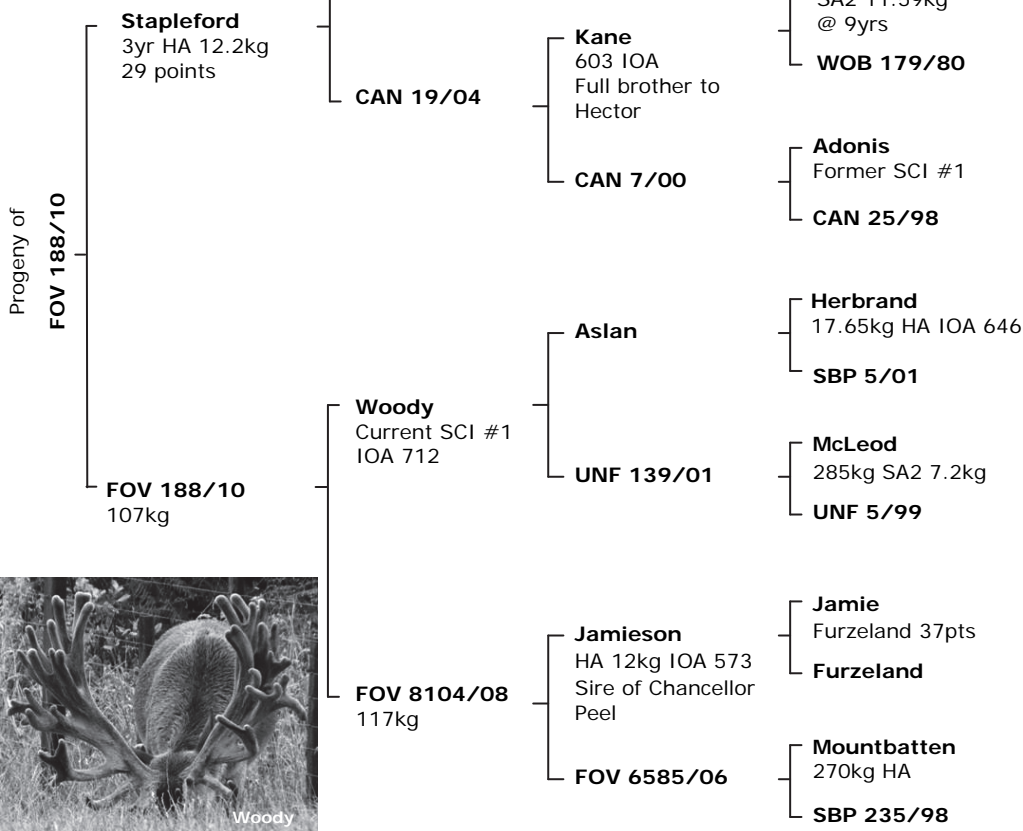 Progeny of
FOV 188/10
Stapleford
3yr HA 12.2kg
29 points
CAN 19/04
Kane
603 IOA
Full brother to
Hector
CAN 7/00
@ 9yrs
WOB 179/80
Adonis
Former SCI #1
CAN 25/98
FOV 188/10
107kg
Woody
Current SCI #1
IOA 712
Aslan
UNF 139/01
Herbrand
17.65kg HA IOA 646
SBP 5/01
McLeod
285kg SA2 7.2kg
UNF 5/99
FOV 8104/08
117kg
Jamieson
HA 12kg IOA 573
Sire of Chancellor
Peel
FOV 6585/06
Jamie
Furzeland 37pts
Furzeland
Mountbatten
270kg HA
SBP 235/98
Woody